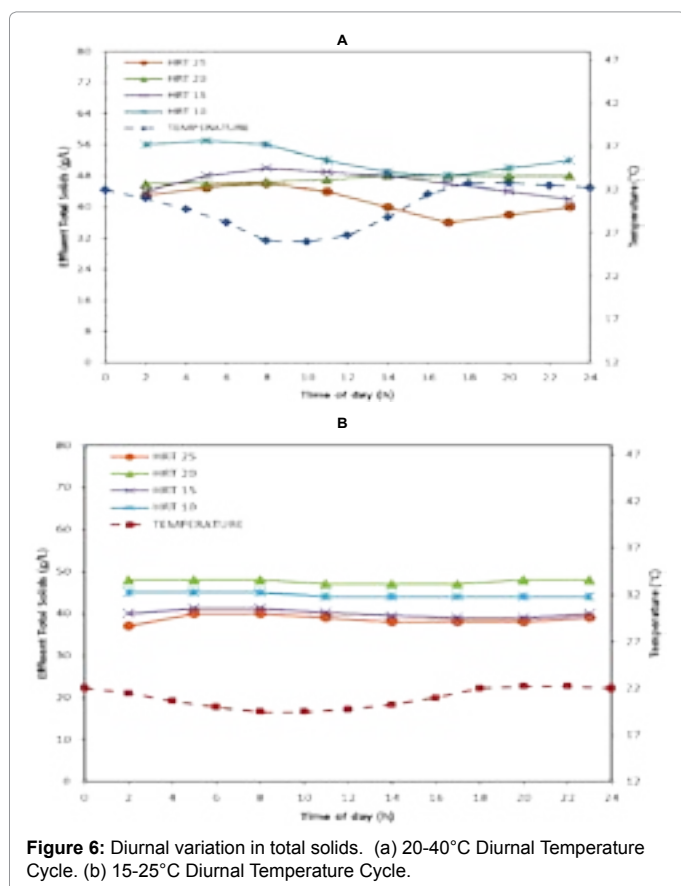 A
80
72
64
56
48
40
32
24
16
8
0
Effluent Total Solids (g/L)
HRT 25
HRT 20
HRT 15
HRT 10
TEMPERATURE
47
42
37
32
27
22
17
12
Temperature (°C)
0 2 4 6 8 10 12 14 16 18 20 22 24
Time of day (h)
B
80
70
60
50
40
30
20
10
0
Effluent Total Solids (g/L)
HRT 25
HRT 20
HRT 15
HRT 10
TEMPERATURE
47
42
37
32
27
22
17
12
Temperature (°C)
0 2 4 6 8 10 12 14 16 18 20 22 24
Time of day (h)
Figure 6: Diurnal variation in total solids. (a) 20-40°C Diurnal Temperature
Cycle. (b) 15-25°C Diurnal Temperature Cycle.